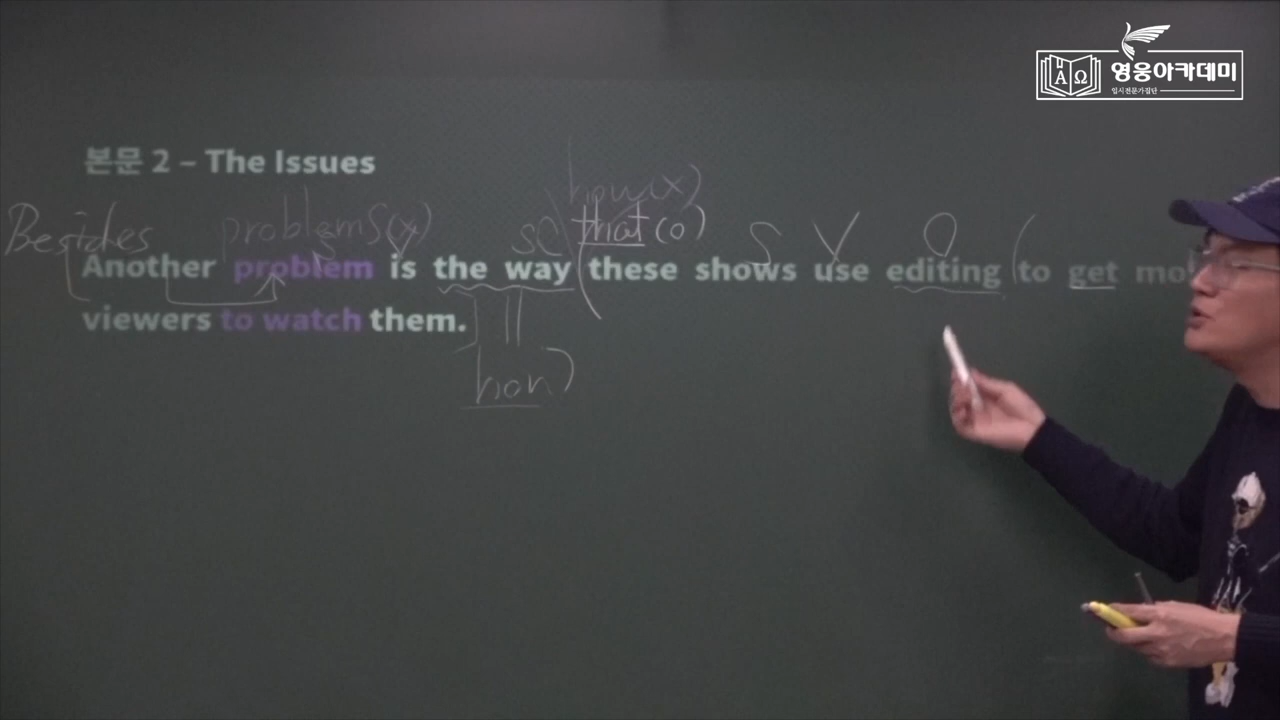 영웅아카데미
입시전문가집단
본문 2 – The Issues
how(x)
Besides problems(x) sc that(o) S V O (
Another problem is the way these shows use editing to get mo
viewers to watch them.
how)